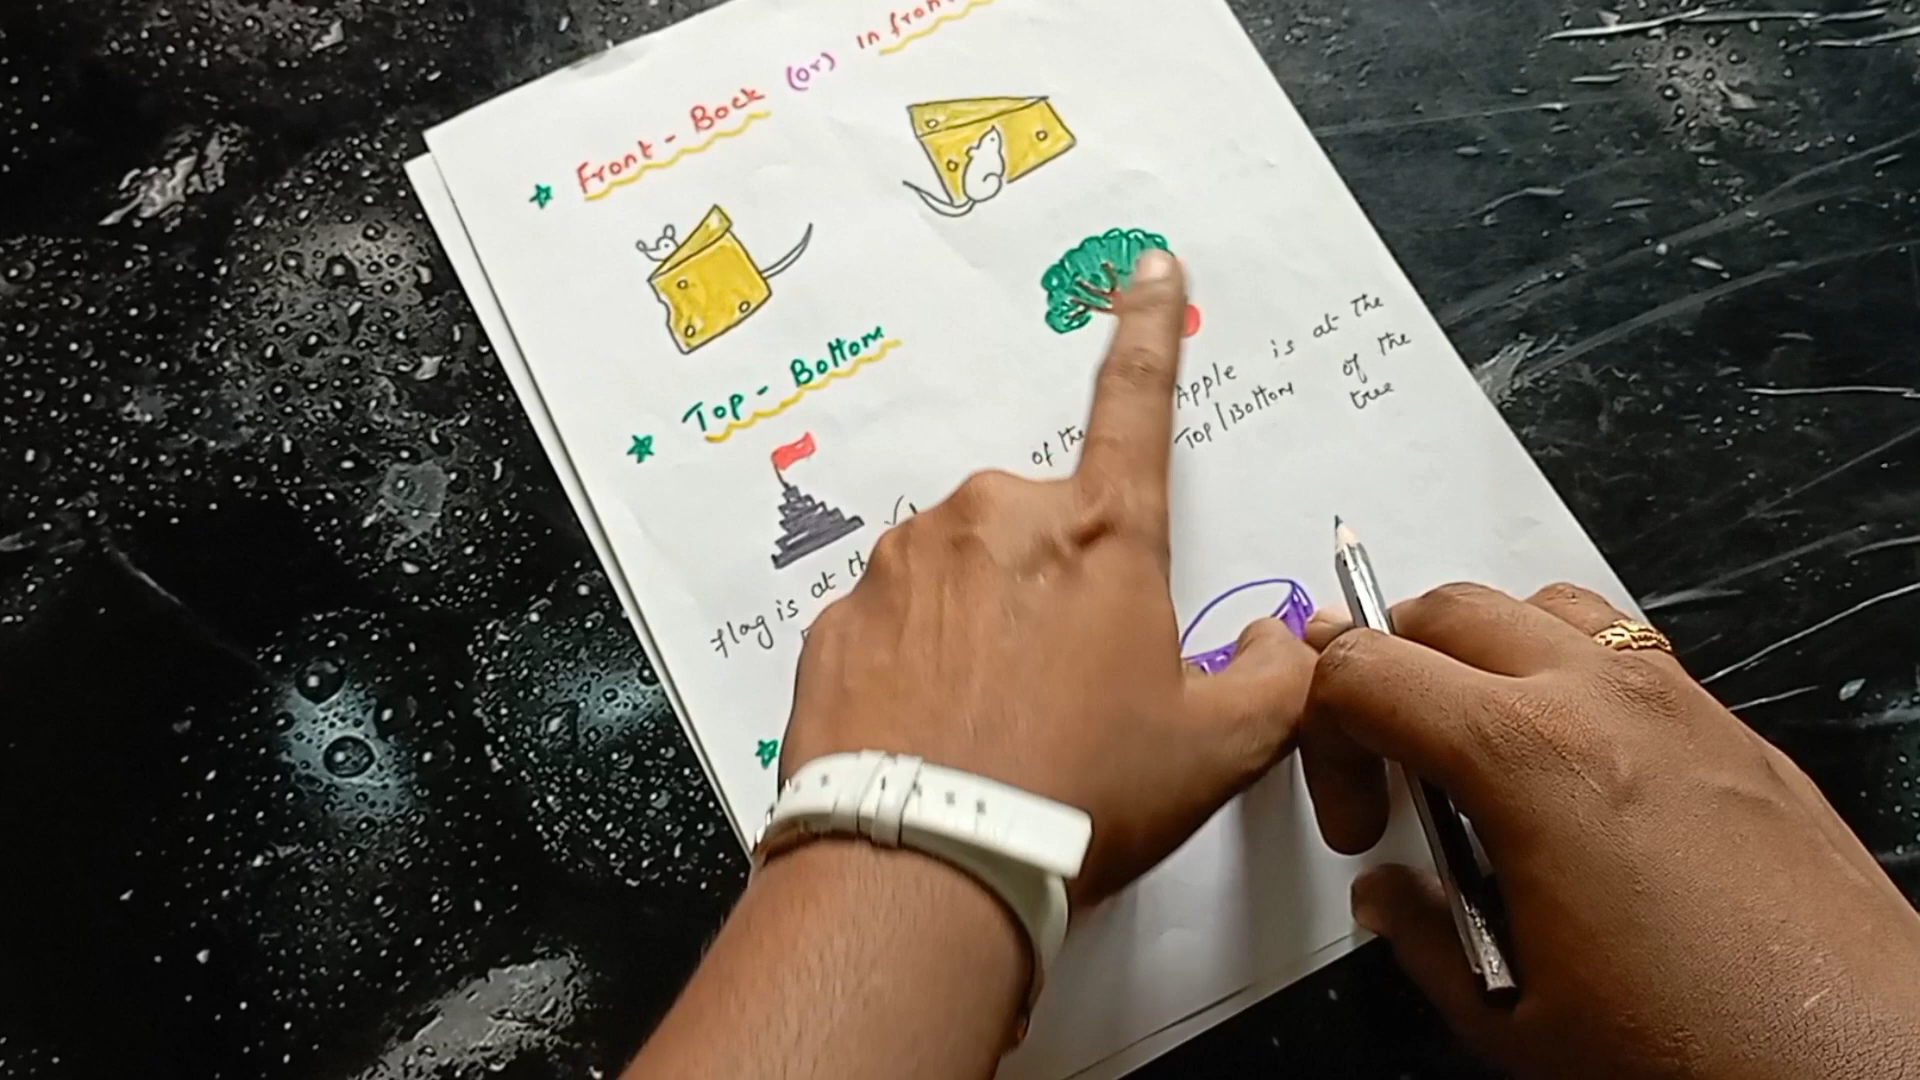 Front - Back (or) In front
Top - Bottom
Flag is at
of the
Apple is at the
Top/Bottom of the
tree